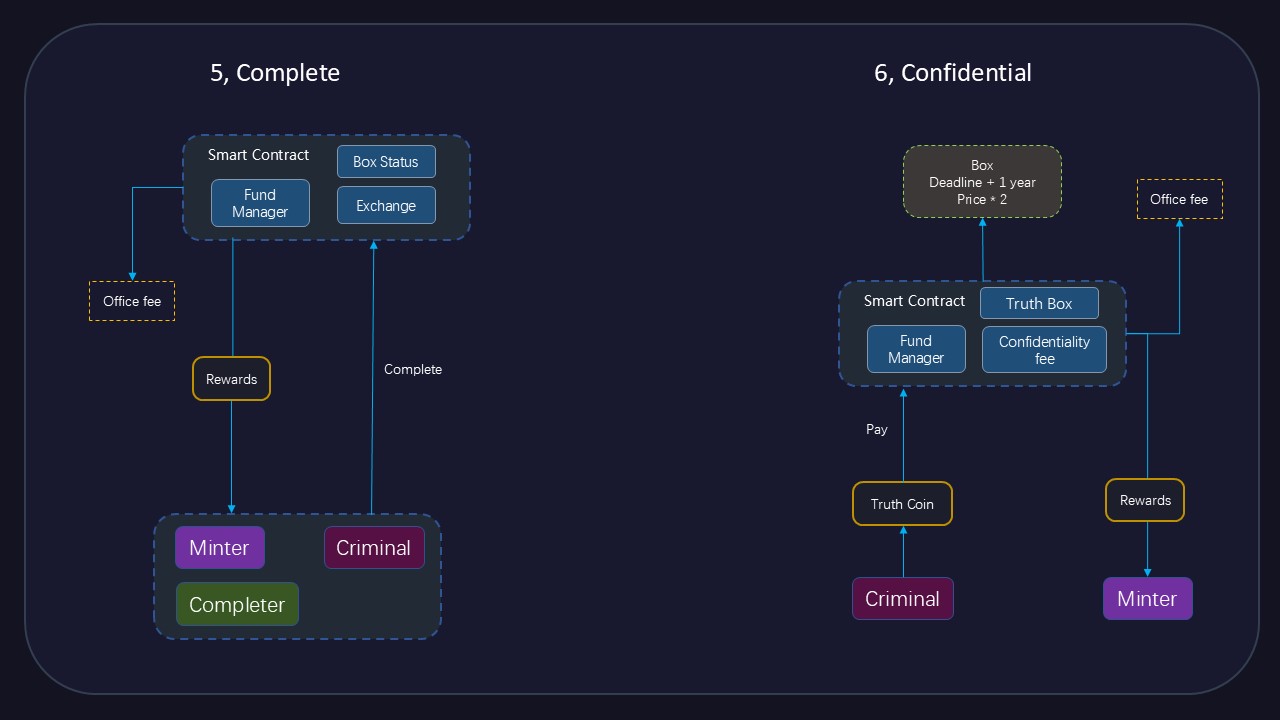 5, Complete
Smart Contract
Box Status
Fund
Manager
Exchange
Office fee
Rewards
Complete
Minter
Criminal
Completer
6, Confidential
Box
Deadline + 1 year
Price * 2
Office fee
Smart Contract
Truth Box
Fund
Manager
Confidentiality
fee
Pay
Truth Coin
Rewards
Criminal
Minter